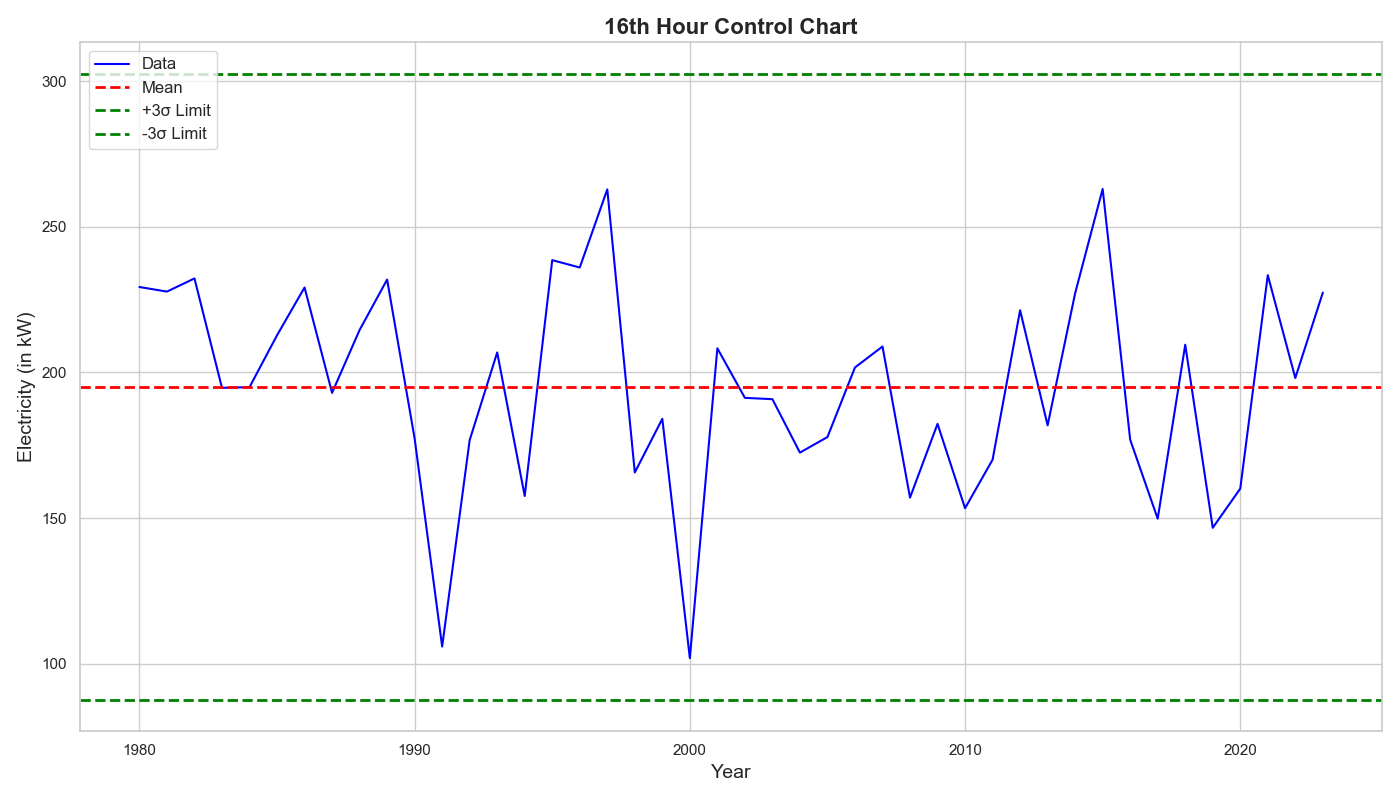 16th Hour Control Chart
Data
Mean
+3σ Limit
-3σ Limit
Electricity (in kW)
300
250
200
150
100
1980
1990
2000
2010
2020
Year